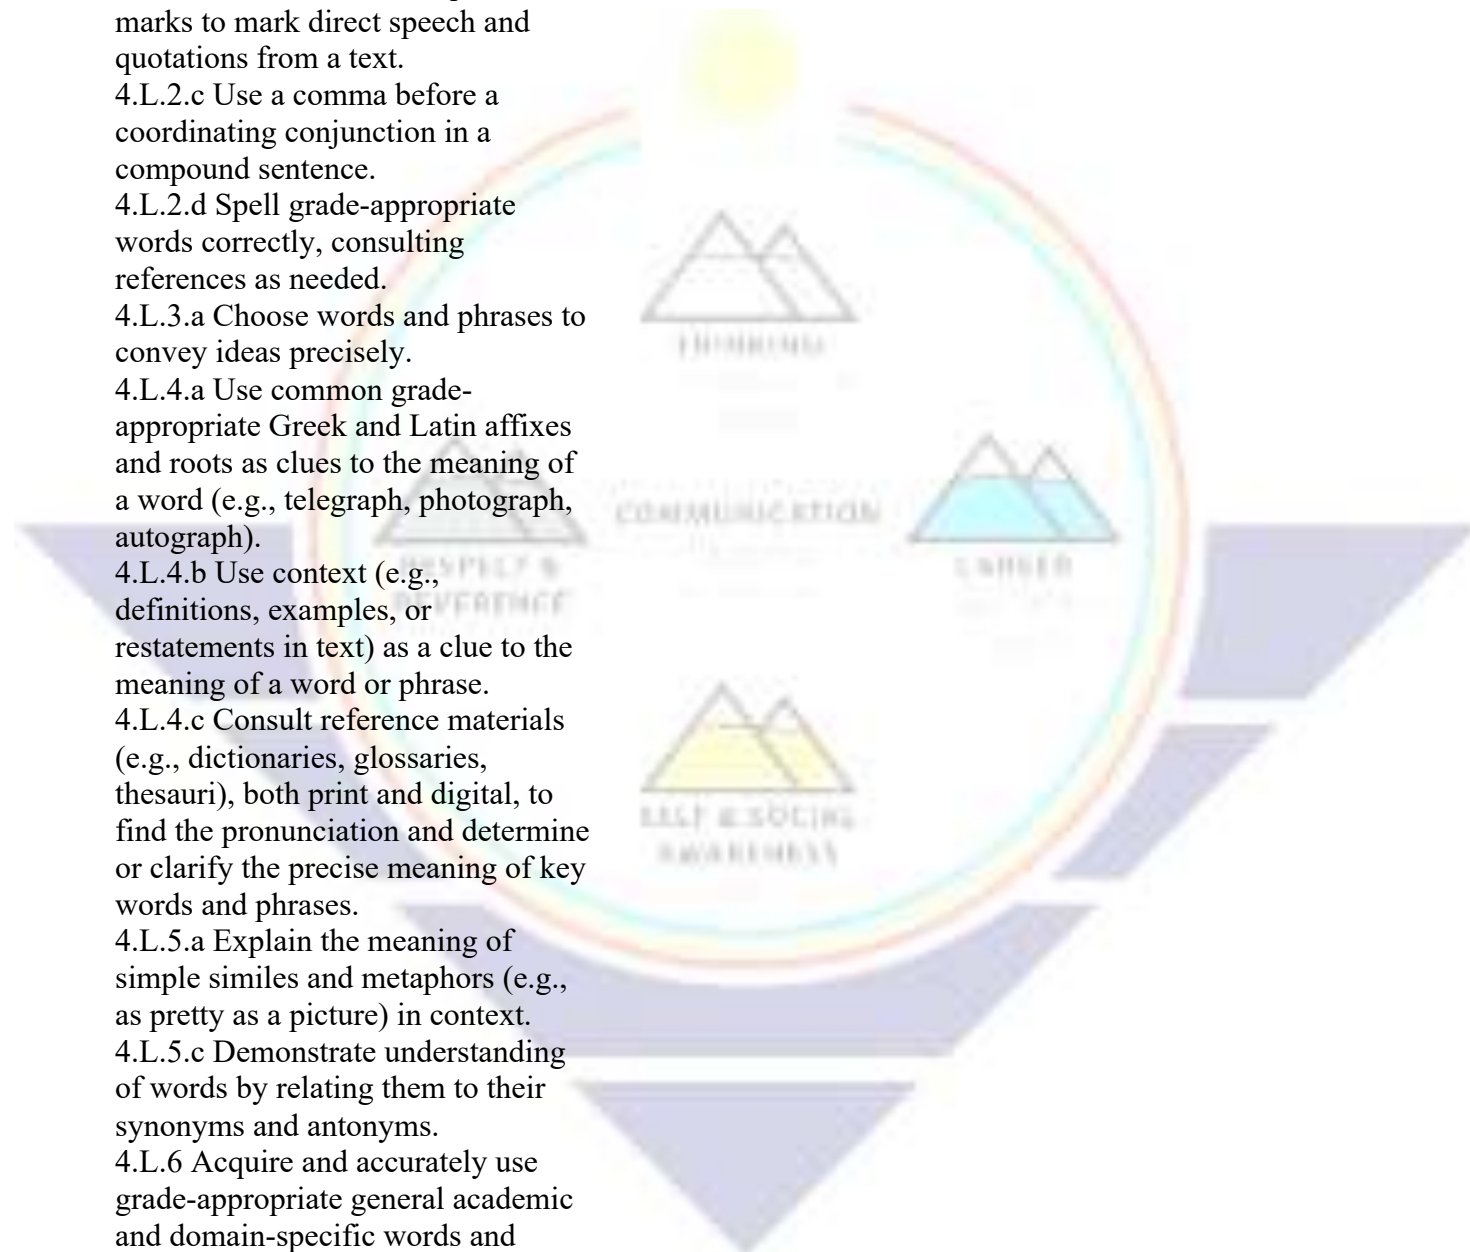 marks to mark direct speech and
quotations from a text.
4.L.2.c Use a comma before a
coordinating conjunction in a
compound sentence.
4.L.2.d Spell grade-appropriate
words correctly, consulting
references as needed.
4.L.3.a Choose words and phrases to
convey ideas precisely.
4.L.4.a Use common grade-
appropriate Greek and Latin affixes
and roots as clues to the meaning of
a word (e.g., telegraph, photograph,
autograph).
4.L.4.b Use context (e.g.,
definitions, examples, or
restatements in text) as a clue to the
meaning of a word or phrase.
4.L.4.c Consult reference materials
(e.g., dictionaries, glossaries,
thesauri), both print and digital, to
find the pronunciation and determine
or clarify the precise meaning of key
words and phrases.
4.L.5.a Explain the meaning of
simple similes and metaphors (e.g.,
as pretty as a picture) in context.
4.L.5.c Demonstrate understanding
of words by relating them to their
synonyms and antonyms.
4.L.6 Acquire and accurately use
grade-appropriate general academic
and domain-specific words and
THINKING
COMMUNICATION
RESPECT &
REVERENCE
CAREER
SELF & SOCIAL
AWARENESS